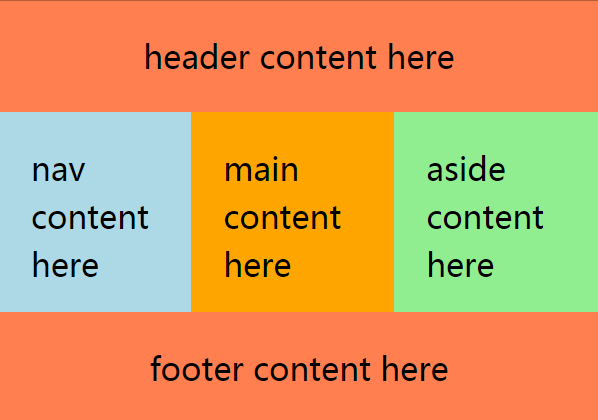 header content here
nav
content
here
main
content
here
aside
content
here
footer content here